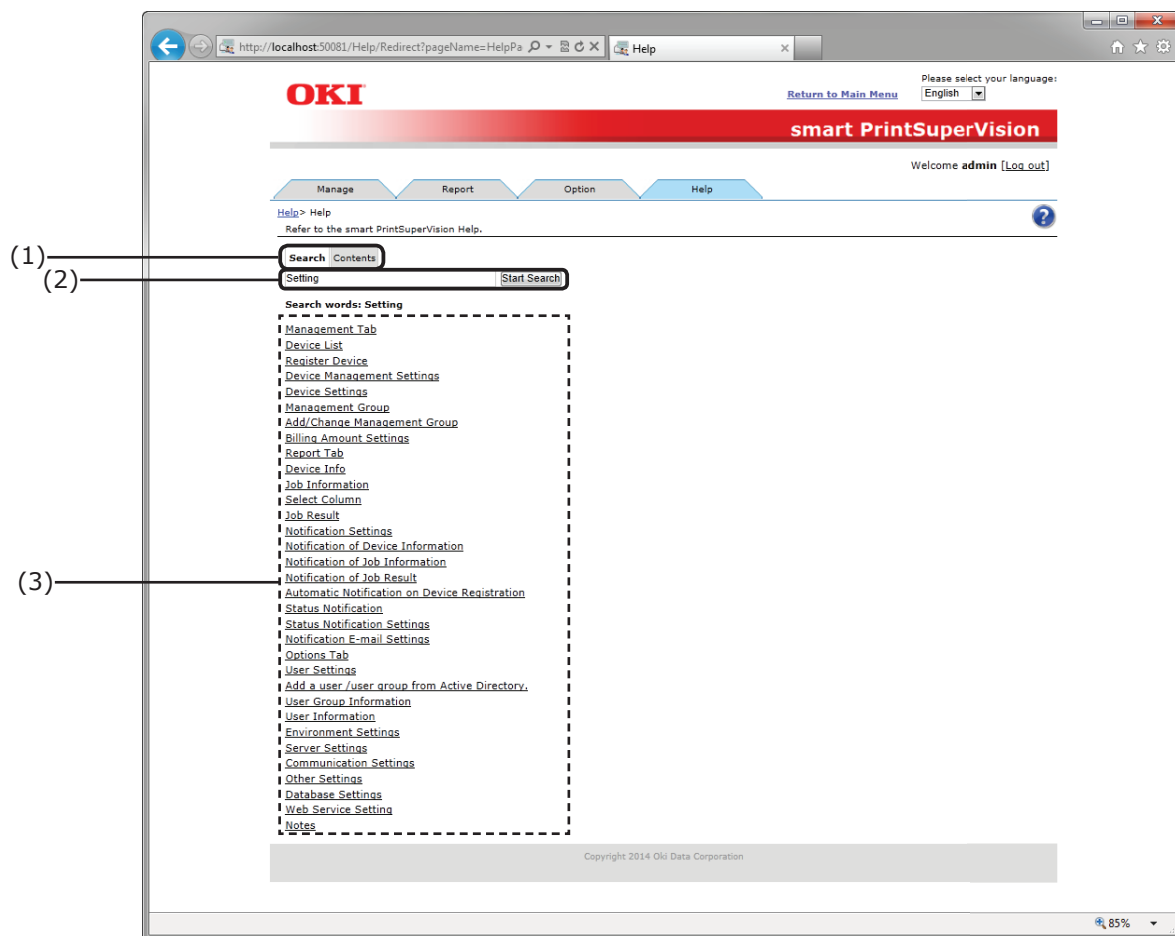 http://localhost:50081/Help/Redirect?pageName=HelpPa
Help
Please select your language:
OKI
Return to Main Menu
English
smart PrintSuperVision
Welcome admin [Log out]
Manage
Report
Option
Help
Help> Help
Refer to the smart PrintSuperVision Help.
(1)
Search Contents
(2)
Setting
Start Search
Search words: Setting
Management Tab
Device List
Register Device
Device Management Settings
Device Settings
Management Group
Add/Change Management Group
Billing Amount Settings
Report Tab
Device Info
Job Information
Select Column
Job Result
Notification Settings
Notification of Device Information
Notification of Job Information
(3)
Notification of Job Result
Automatic Notification on Device Registration
Status Notification
Status Notification Settings
Notification E-mail Settings
Options Tab
User Settings
Add a user /user group from Active Directory.
User Group Information
User Information
Environment Settings
Server Settings
Communication Settings
Other Settings
Database Settings
Web Service Setting
Notes
Copyright 2014 Oki Data Corporation
85%